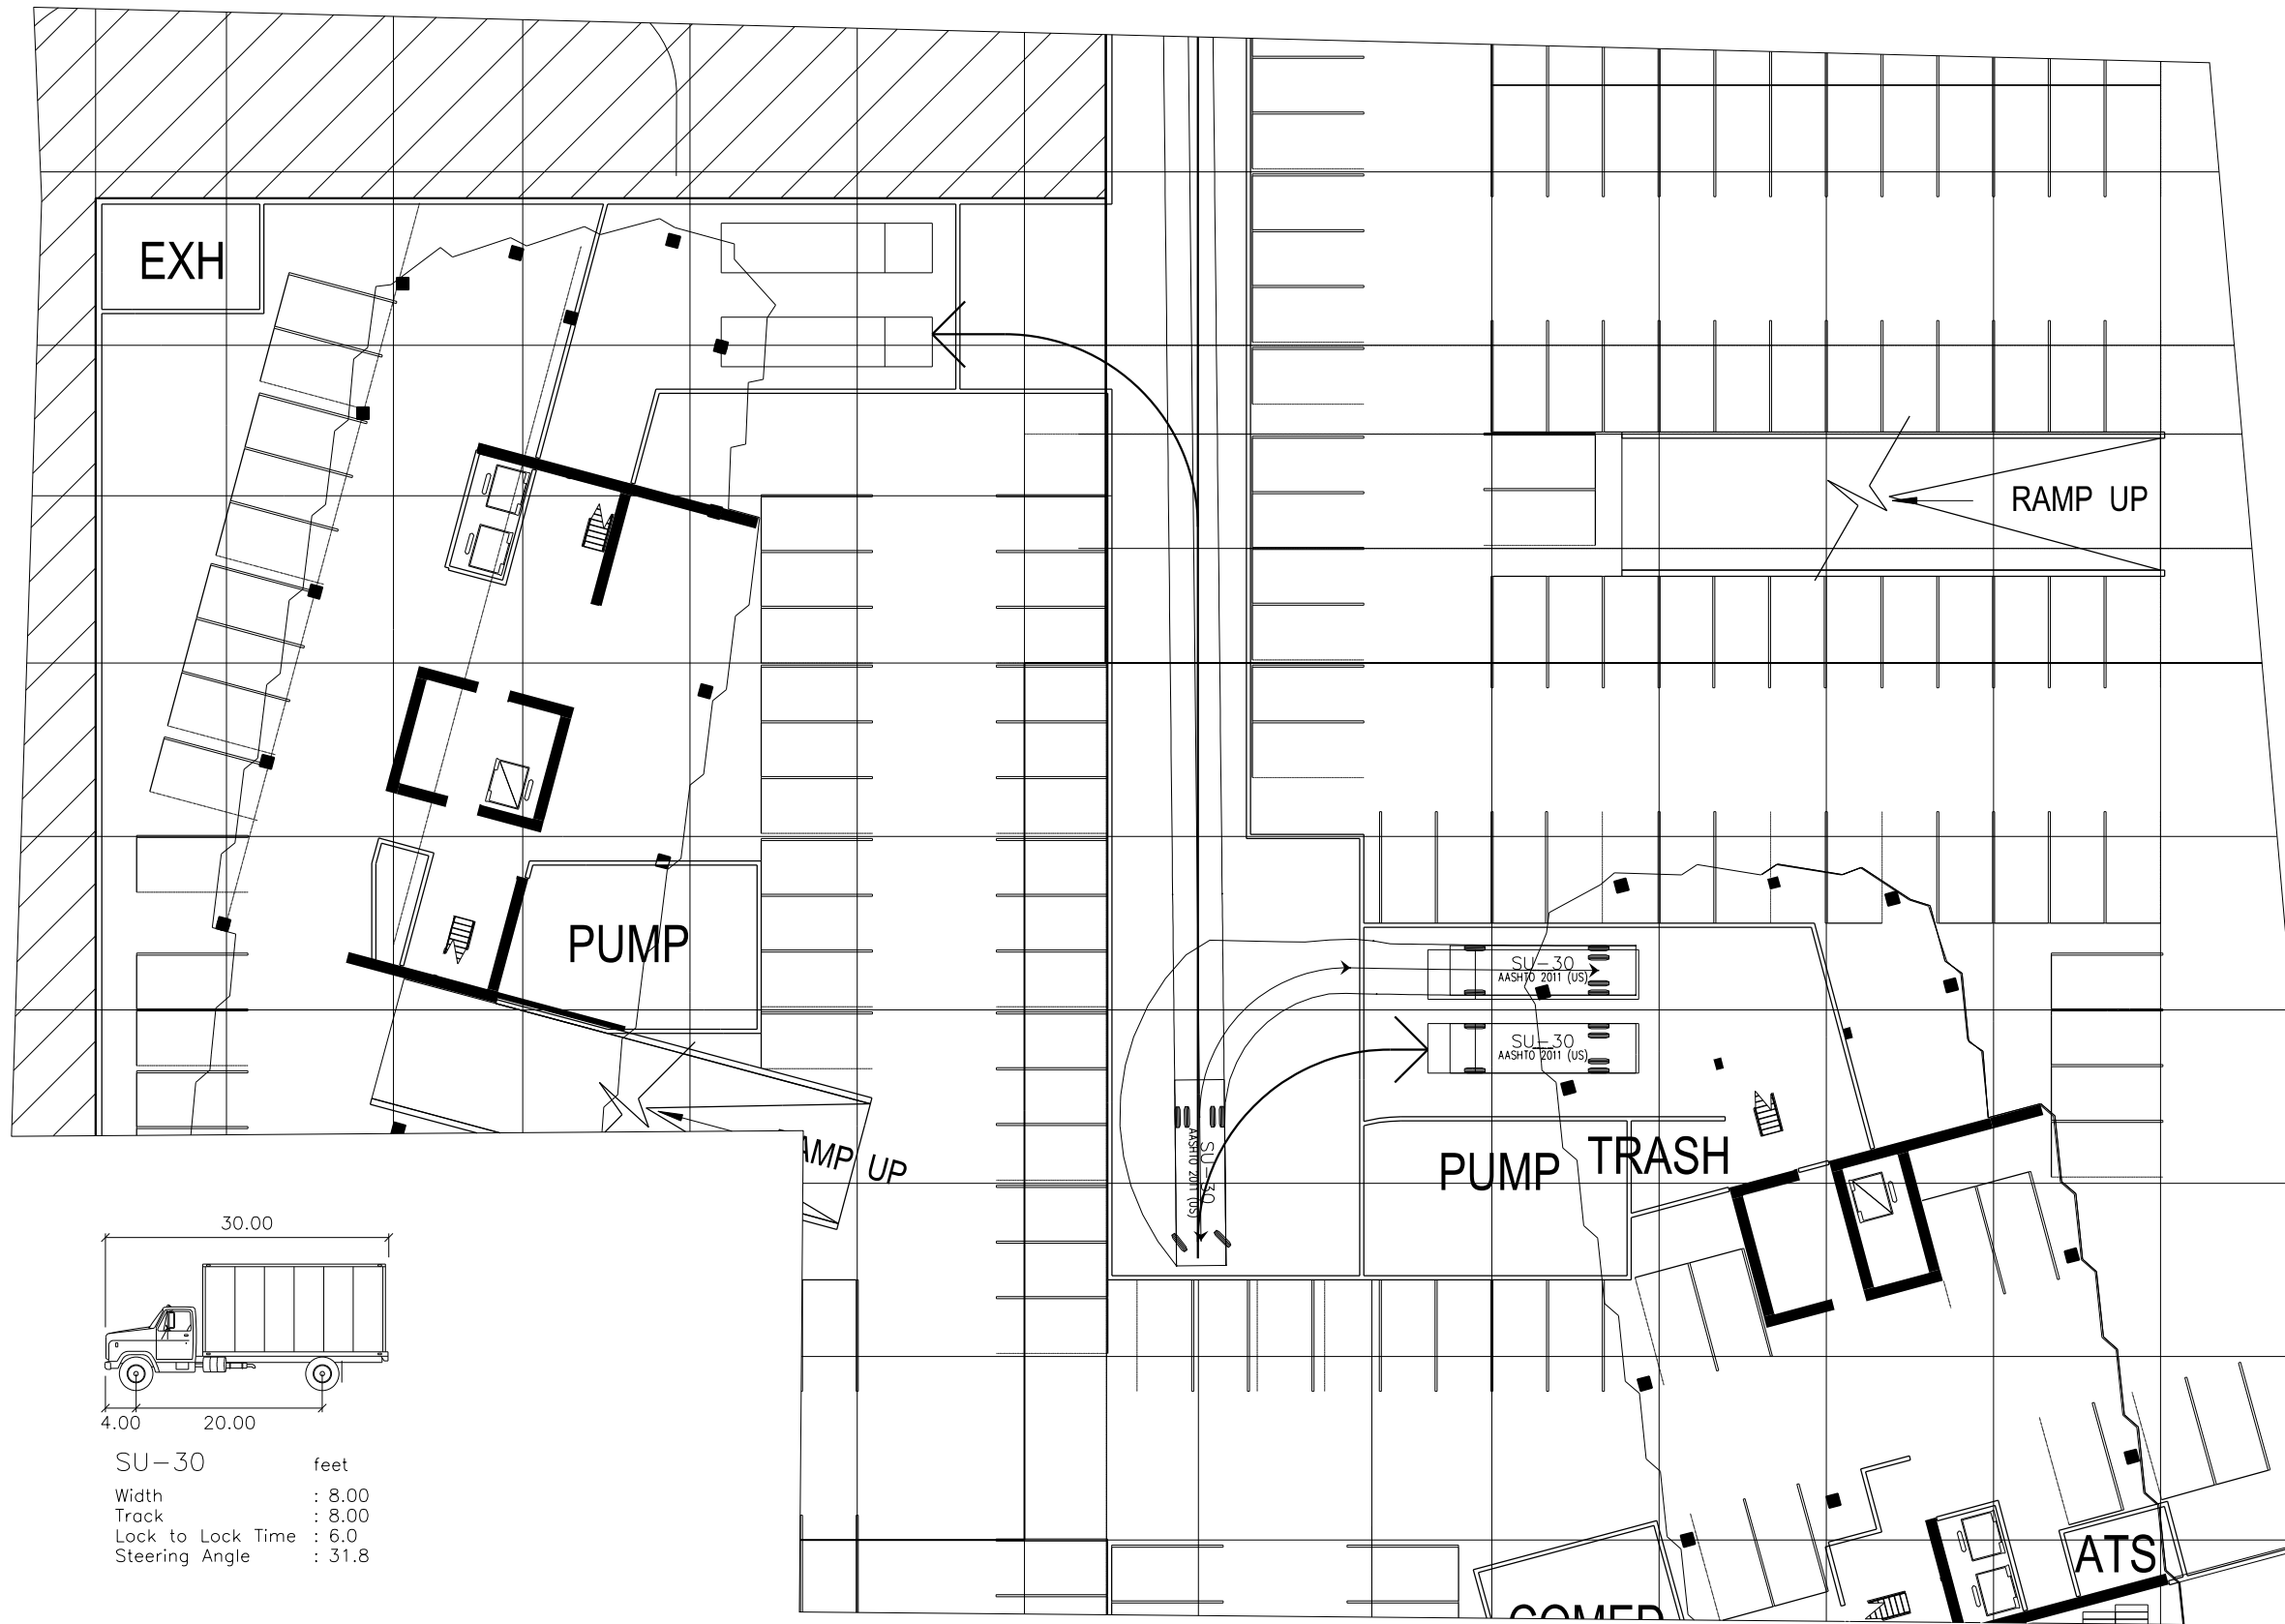 EXH
RAMP UP
PUMP
SU-30
AASHTO 2011 (US)
SU-30
AASHTO 2011 (US)
SU-30
AASHTO 2011 (US)
PUMP
TRASH
UP
30.00
4.00
20.00
SU-30 feet
Width : 8.00
Track : 8.00
Lock to Lock Time : 6.0
Steering Angle : 31.8
ATS